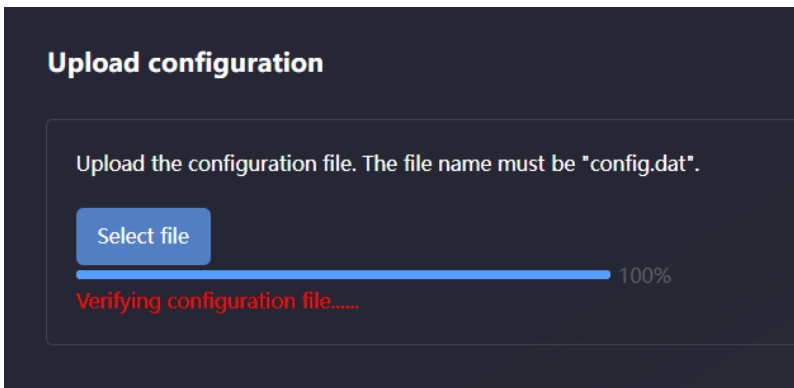 Upload configuration
Upload the configuration file. The file name must be "config.dat".
Select file
100%
Verifying configuration file......